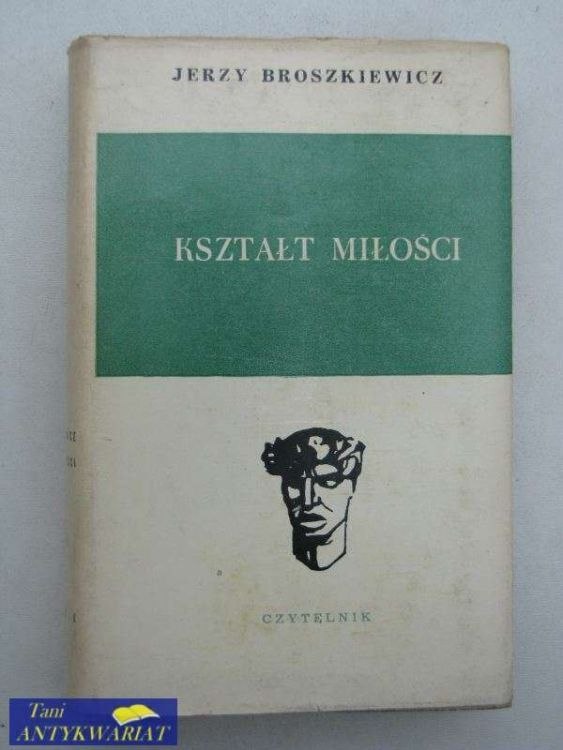 JERZY BROSZKIEWICZ
KSZTAŁT MIŁOŚCI
CZYTELNIK
Tani
ANTYKWARIAT